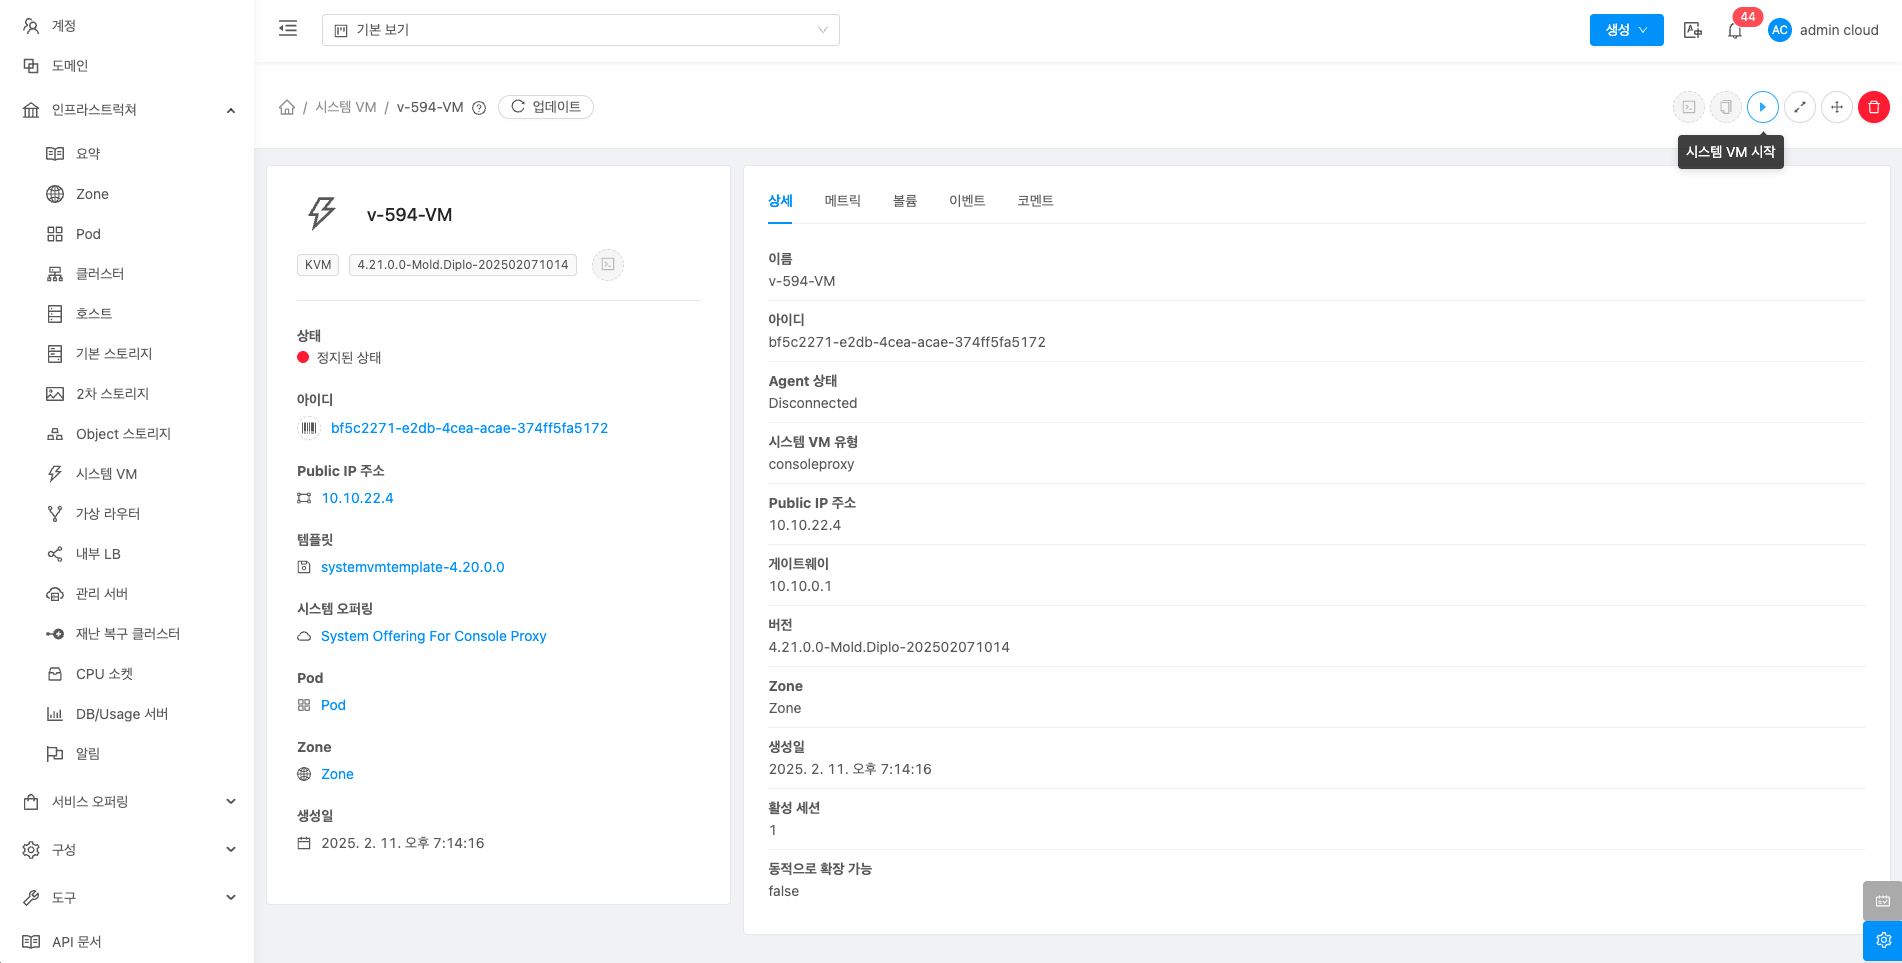 계정
도메인
인프라스트럭쳐
요약
Zone
Pod
클러스터
호스트
기본 스토리지
2차 스토리지
Object 스토리지
시스템 VM
가상 라우터
내부 LB
관리 서버
재난 복구 클러스터
CPU 소켓
DB/Usage 서버
알림
서비스 오퍼링
구성
도구
API 문서
기본 보기
생성
44
AC
admin cloud
/ 시스템 VM / v-594-VM
업데이트
시스템 VM 시작
v-594-VM
KVM
4.21.0.0-Mold.Diplo-202502071014
상태
정지된 상태
아이디
bf5c2271-e2db-4cea-acae-374ff5fa5172
Public IP 주소
10.10.22.4
템플릿
systemvmtemplate-4.20.0.0
시스템 오퍼링
System Offering For Console Proxy
Pod
Pod
Zone
Zone
생성일
2025. 2. 11. 오후 7:14:16
상세 메트릭 볼륨 이벤트 코멘트
이름
v-594-VM
아이디
bf5c2271-e2db-4cea-acae-374ff5fa5172
Agent 상태
Disconnected
시스템 VM 유형
consoleproxy
Public IP 주소
10.10.22.4
게이트웨이
10.10.0.1
버전
4.21.0.0-Mold.Diplo-202502071014
Zone
Zone
생성일
2025. 2. 11. 오후 7:14:16
활성 세션
1
동적으로 확장 가능
false